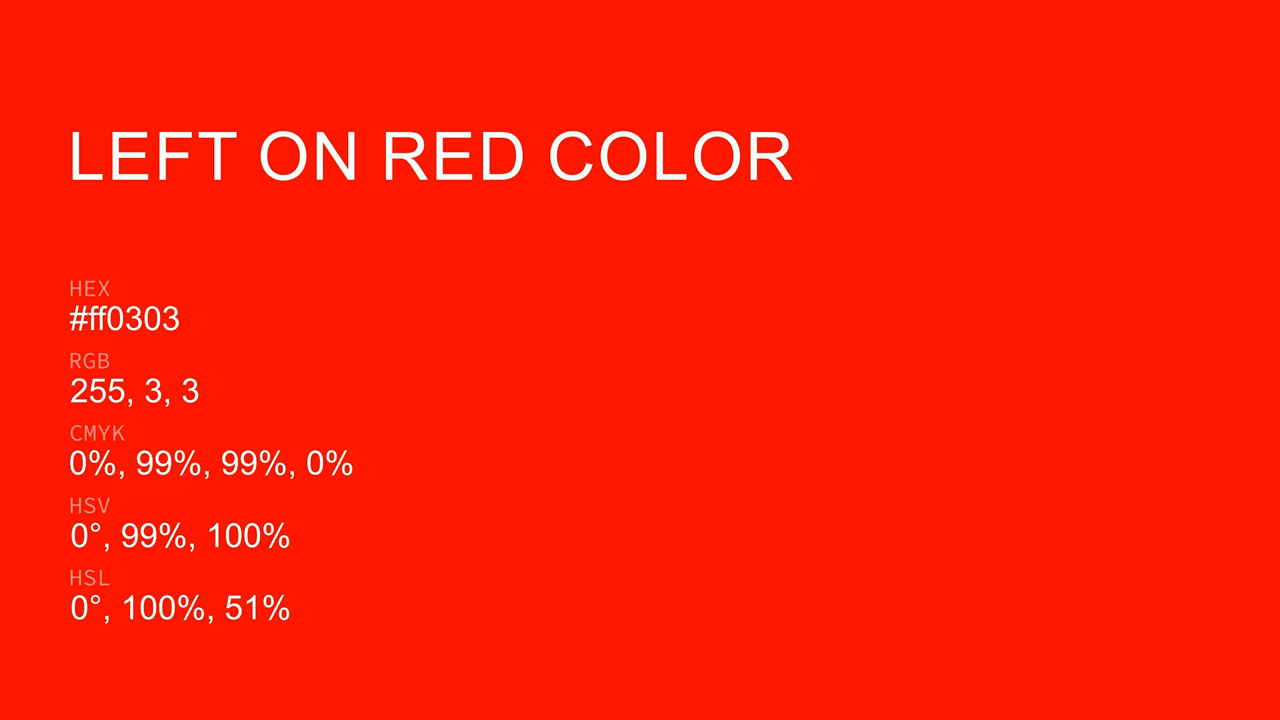 LEFT ON RED COLOR
HEX
#ff0303
RGB
255, 3, 3
CMYK
0%, 99%, 99%, 0%
HSV
0°, 99%, 100%
HSL
0°, 100%, 51%